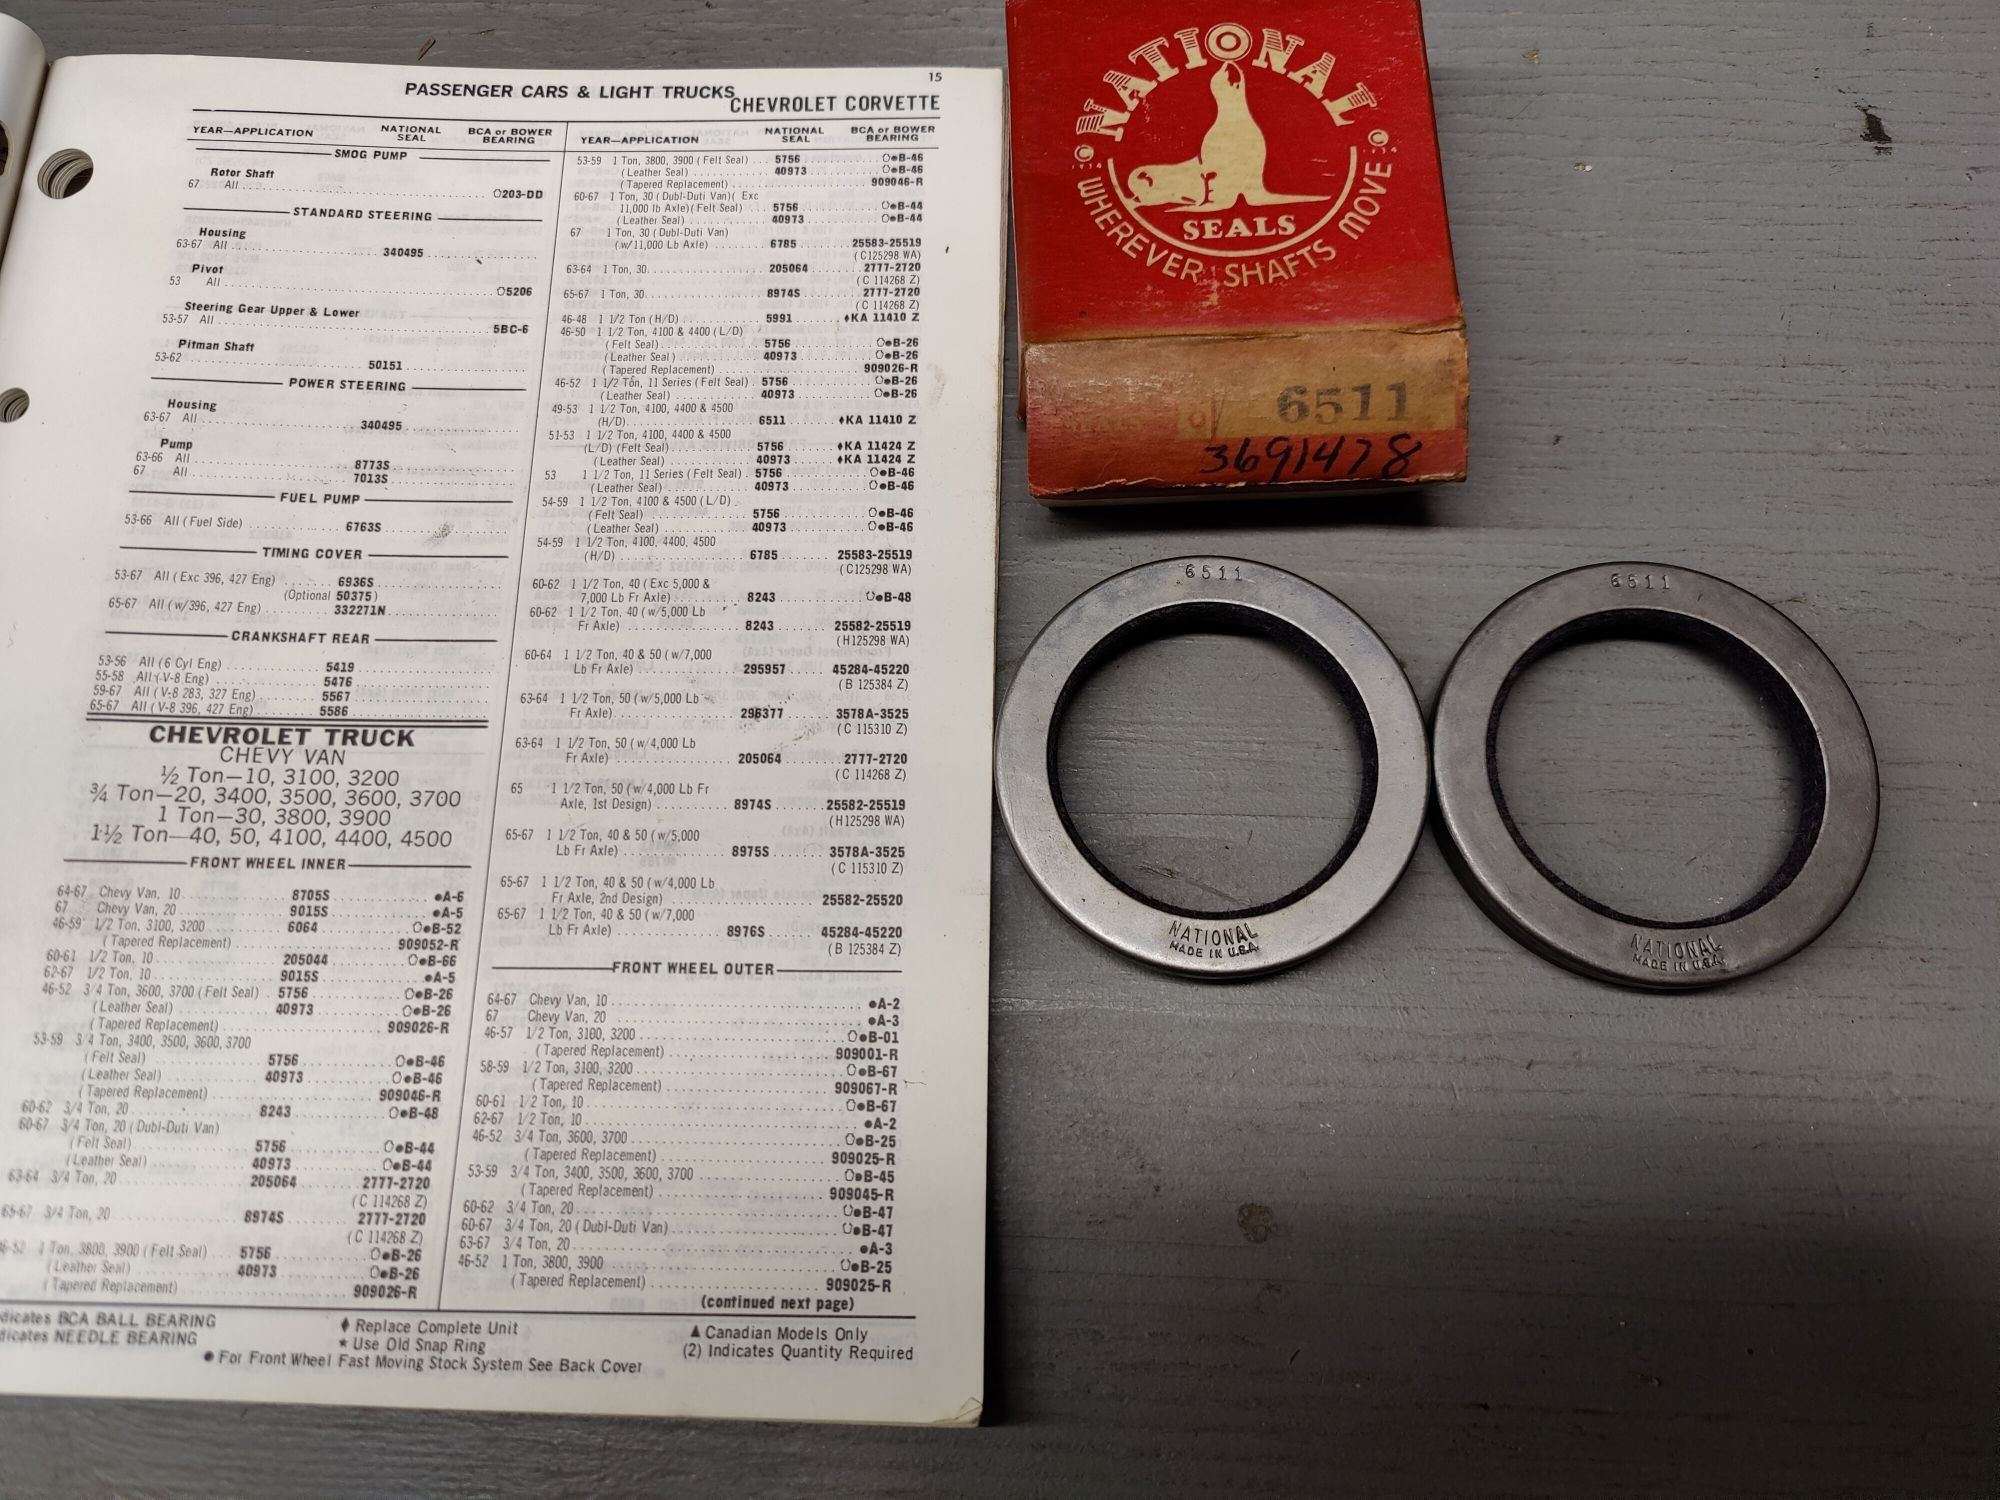 15
PASSENGER CARS & LIGHT TRUCKS
CHEVROLET CORVETTE
YEAR—APPLICATION NATIONAL SEAL BCA or BOWER BEARING
SMOG PUMP
Rotor Shaft
67 All 203-DD
STANDARD STEERING
Housing
63-67 All 340495
Pivot
53 All 5206
Steering Gear Upper & Lower
53-57 All 5BC-6
Pitman Shaft
53-62 50151
POWER STEERING
Housing
63-67 All 340495
Pump
63-66 All 8773S
67 All 7013S
FUEL PUMP
53-66 All (Fuel Side) 6763S
TIMING COVER
53-67 All (Exc 396, 427 Eng) 6936S
(Optional 50375)
65-67 All (w/396, 427 Eng) 332271N
CRANKSHAFT REAR
53-56 All (6 Cyl Eng) 5419
55-58 All (V-8 Eng) 5476
59-67 All (V-8 283, 327 Eng) 5567
65-67 All (V-8 396, 427 Eng) 5586
CHEVROLET TRUCK
CHEVY VAN
½ Ton—10, 3100, 3200
¾ Ton—20, 3400, 3500, 3600, 3700
1 Ton—30, 3800, 3900
1½ Ton—40, 50, 4100, 4400, 4500
FRONT WHEEL INNER
64-67 Chevy Van, 10 8705S ●A-6
67 Chevy Van, 20 9015S ●A-5
46-59 1/2 Ton, 3100, 3200 6064 ●B-52
(Tapered Replacement) 909052-R
60-61 1/2 Ton, 10 205044 ●B-66
62-67 1/2 Ton, 10 9015S ●A-5
46-52 3/4 Ton, 3600, 3700 (Felt Seal) 5756 ●B-26
(Leather Seal) 40973 ●B-26
(Tapered Replacement) 909026-R
53-59 3/4 Ton, 3400, 3500, 3600, 3700
(Felt Seal) 5756 ●B-46
(Leather Seal) 40973 ●B-46
(Tapered Replacement) 909046-R
60-62 3/4 Ton, 20 8243 ●B-48
60-67 3/4 Ton, 20 (Dubl-Duti Van)
(Felt Seal) 5756 ●B-44
(Leather Seal) 40973 ●B-44
63-64 3/4 Ton, 20 205064 2777-2720
(C 114268 Z)
65-67 3/4 Ton, 20 8974S 2777-2720
(C 114268 Z)
1 Ton, 3800, 3900 (Felt Seal) 5756 ●B-26
(Leather Seal) 40973 ●B-26
(Tapered Replacement) 909026-R
YEAR—APPLICATION NATIONAL SEAL BCA or BOWER BEARING
53-59 1 Ton, 3800, 3900 (Felt Seal) 5756 ●B-46
(Leather Seal) 40973 ●B-46
(Tapered Replacement) 909046-R
60-67 1 Ton, 30 (Dubl-Duti Van) (Exc
11,000 lb Axle) (Felt Seal) 5756 ●B-44
(Leather Seal) 40973 ●B-44
67 1 Ton, 30 (Dubl-Duti Van)
(w/11,000 Lb Axle) 6785 25583-25519
(C125298 WA)
63-64 1 Ton, 30 205064 2777-2720
(C 114268 Z)
65-67 1 Ton, 30 8974S 2777-2720
(C 114268 Z)
46-48 1 1/2 Ton (H/D) 5991 ♦KA 11410 Z
46-50 1 1/2 Ton, 4100 & 4400 (L/D)
(Felt Seal) 5756 ●B-26
(Leather Seal) 40973 ●B-26
(Tapered Replacement) 909026-R
46-52 1 1/2 Ton, 11 Series (Felt Seal) 5756 ●B-26
(Leather Seal) 40973 ●B-26
49-53 1 1/2 Ton, 4100, 4400 & 4500
(H/D) 6511 ♦KA 11410 Z
51-53 1 1/2 Ton, 4100, 4400 & 4500
(L/D) (Felt Seal) 5756 ♦KA 11424 Z
(Leather Seal) 40973 ♦KA 11424 Z
53 1 1/2 Ton, 11 Series (Felt Seal) 5756 ●B-46
(Leather Seal) 40973 ●B-46
54-59 1 1/2 Ton, 4100 & 4500 (L/D)
(Felt Seal) 5756 ●B-46
(Leather Seal) 40973 ●B-46
54-59 1 1/2 Ton, 4100, 4400, 4500
(H/D) 6785 25583-25519
(C125298 WA)
60-62 1 1/2 Ton, 40 (Exc 5,000 &
7,000 Lb Fr Axle) 8243 ●B-48
60-62 1 1/2 Ton, 40 (w/5,000 Lb
Fr Axle) 8243 25582-25519
(H125298 WA)
60-64 1 1/2 Ton, 40 & 50 (w/7,000
Lb Fr Axle) 295957 45284-45220
(B 125384 Z)
63-64 1 1/2 Ton, 50 (w/5,000 Lb
Fr Axle) 296377 3578A-3525
(C 115310 Z)
63-64 1 1/2 Ton, 50 (w/4,000 Lb
Fr Axle) 205064 2777-2720
(C 114268 Z)
65 1 1/2 Ton, 50 (w/4,000 Lb Fr
Axle, 1st Design) 8974S 25582-25519
(H125298 WA)
65-67 1 1/2 Ton, 40 & 50 (w/5,000
Lb Fr Axle) 8975S 3578A-3525
(C 115310 Z)
65-67 1 1/2 Ton, 40 & 50 (w/4,000 Lb
Fr Axle, 2nd Design) 25582-25520
65-67 1 1/2 Ton, 40 & 50 (w/7,000
Lb Fr Axle) 8976S 45284-45220
(B 125384 Z)
FRONT WHEEL OUTER
64-67 Chevy Van, 10 ●A-2
67 Chevy Van, 20 ●A-3
46-57 1/2 Ton, 3100, 3200 ●B-01
(Tapered Replacement) 909001-R
58-59 1/2 Ton, 3100, 3200 ●B-67
(Tapered Replacement) 909067-R
60-61 1/2 Ton, 10 ●B-67
62-67 1/2 Ton, 10 ●A-2
46-52 3/4 Ton, 3600, 3700 ●B-25
(Tapered Replacement) 909025-R
53-59 3/4 Ton, 3400, 3500, 3600, 3700 ●B-45
(Tapered Replacement) 909045-R
60-62 3/4 Ton, 20 ●B-47
60-67 3/4 Ton, 20 (Dubl-Duti Van) ●B-47
63-67 3/4 Ton, 20 ●A-3
46-52 1 Ton, 3800, 3900 ●B-25
(Tapered Replacement) 909025-R
(continued next page)
BCA BALL BEARING
NEEDLE BEARING
♦ Replace Complete Unit
★ Use Old Snap Ring
● For Front Wheel Fast Moving Stock System See Back Cover
▲ Canadian Models Only
(2) Indicates Quantity Required
NATIONAL
SEALS
WHEREVER SHAFTS MOVE
6511
3691478
6511
NATIONAL
MADE IN U.S.A.
6511
NATIONAL
MADE IN U.S.A.